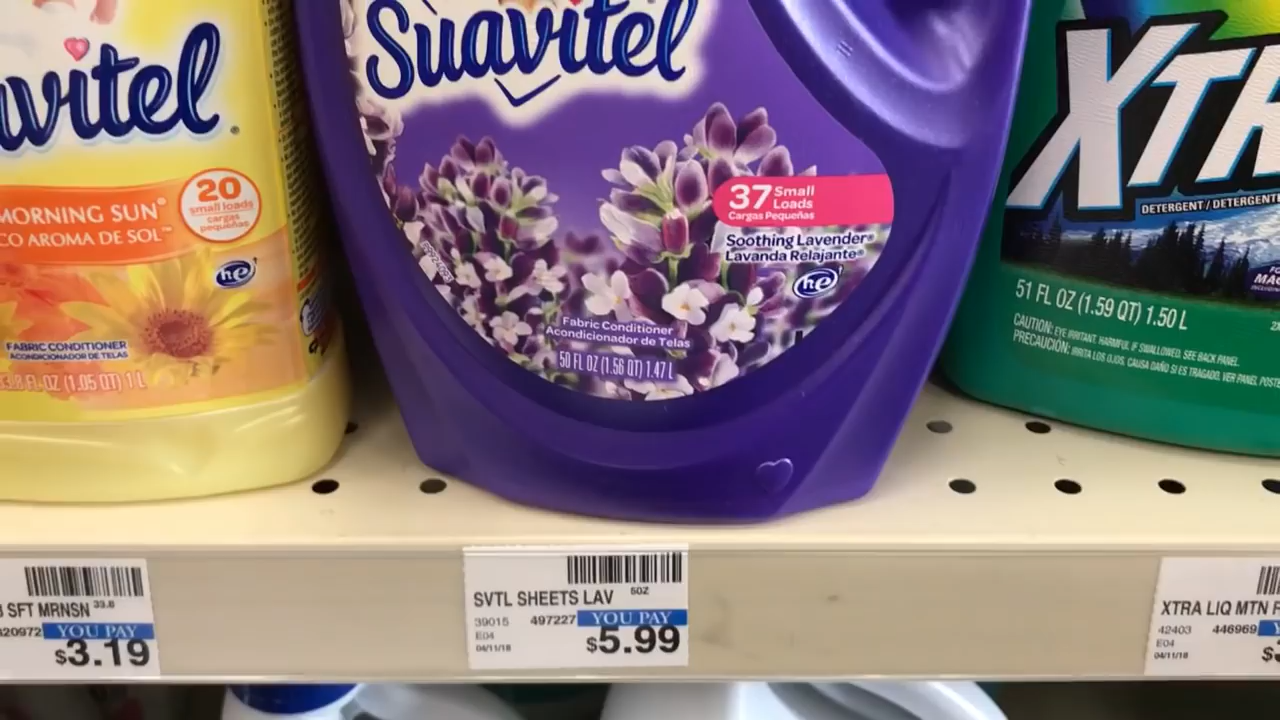 Suavitel
20
small loads
cargas
pequeñas
MORNING SUN®
CO AROMA DE SOL™
he
FABRIC CONDITIONER
ACONDICIONADOR DE TELAS
33.8 FL OZ (1.05 QT) 1 L
Suavitel
37 Small
Loads
Cargas Pequeñas
Soothing Lavender®
Lavanda Relajante®
he
Fabric Conditioner
Acondicionador de Telas
50 FL OZ (1.56 QT) 1.47 L
XTR
DETERGENT / DETERGENTE
51 FL OZ (1.59 QT) 1.50 L
CAUTION: EYE IRRITANT. HARMFUL IF SWALLOWED. SEE BACK PANEL.
PRECAUCIÓN: IRRITA LOS OJOS. CAUSA DAÑO SI ES TRAGADO. VER PANEL POSTE
SFT MRNSN 33.8
420972 YOU PAY
$3.19
SVTL SHEETS LAV 50Z
39015 497227 YOU PAY
E04
04/11/18
$5.99
XTRA LIQ MTN
42403 446969
E04
04/11/18